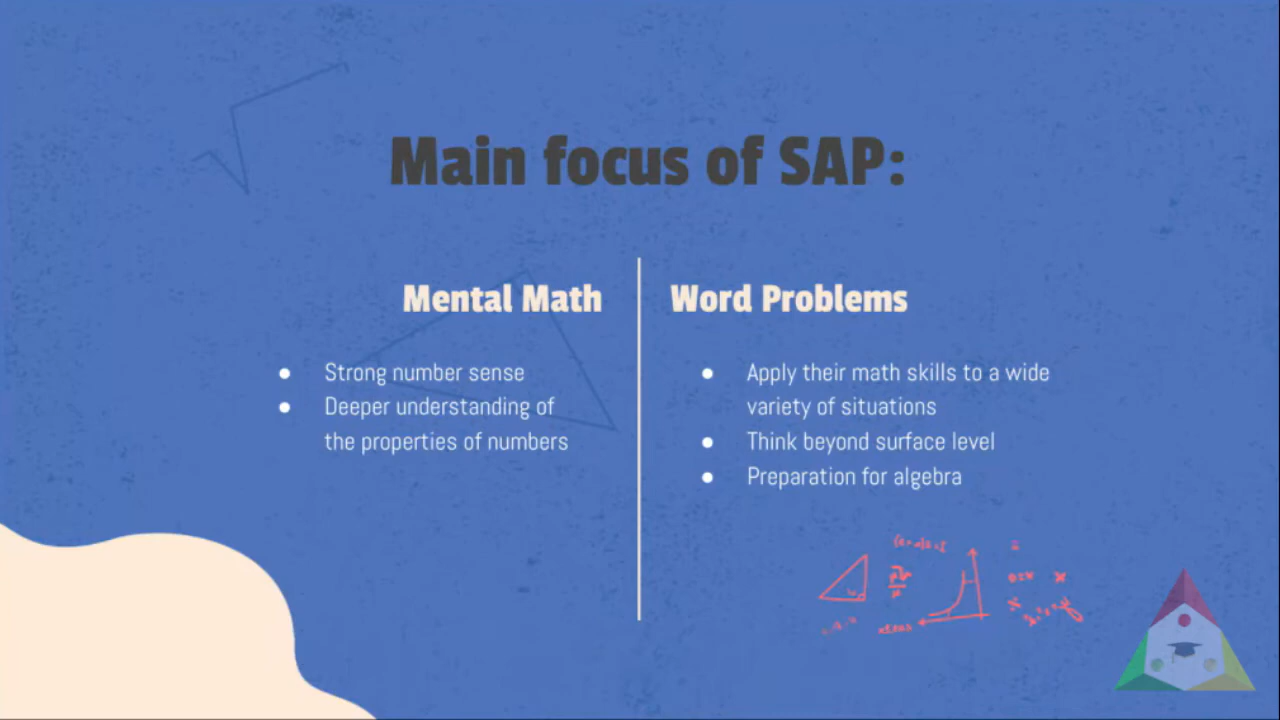 Main focus of SAP:
Mental Math
Strong number sense
Deeper understanding of
the properties of numbers
Word Problems
Apply their math skills to a wide
variety of situations
Think beyond surface level
Preparation for algebra